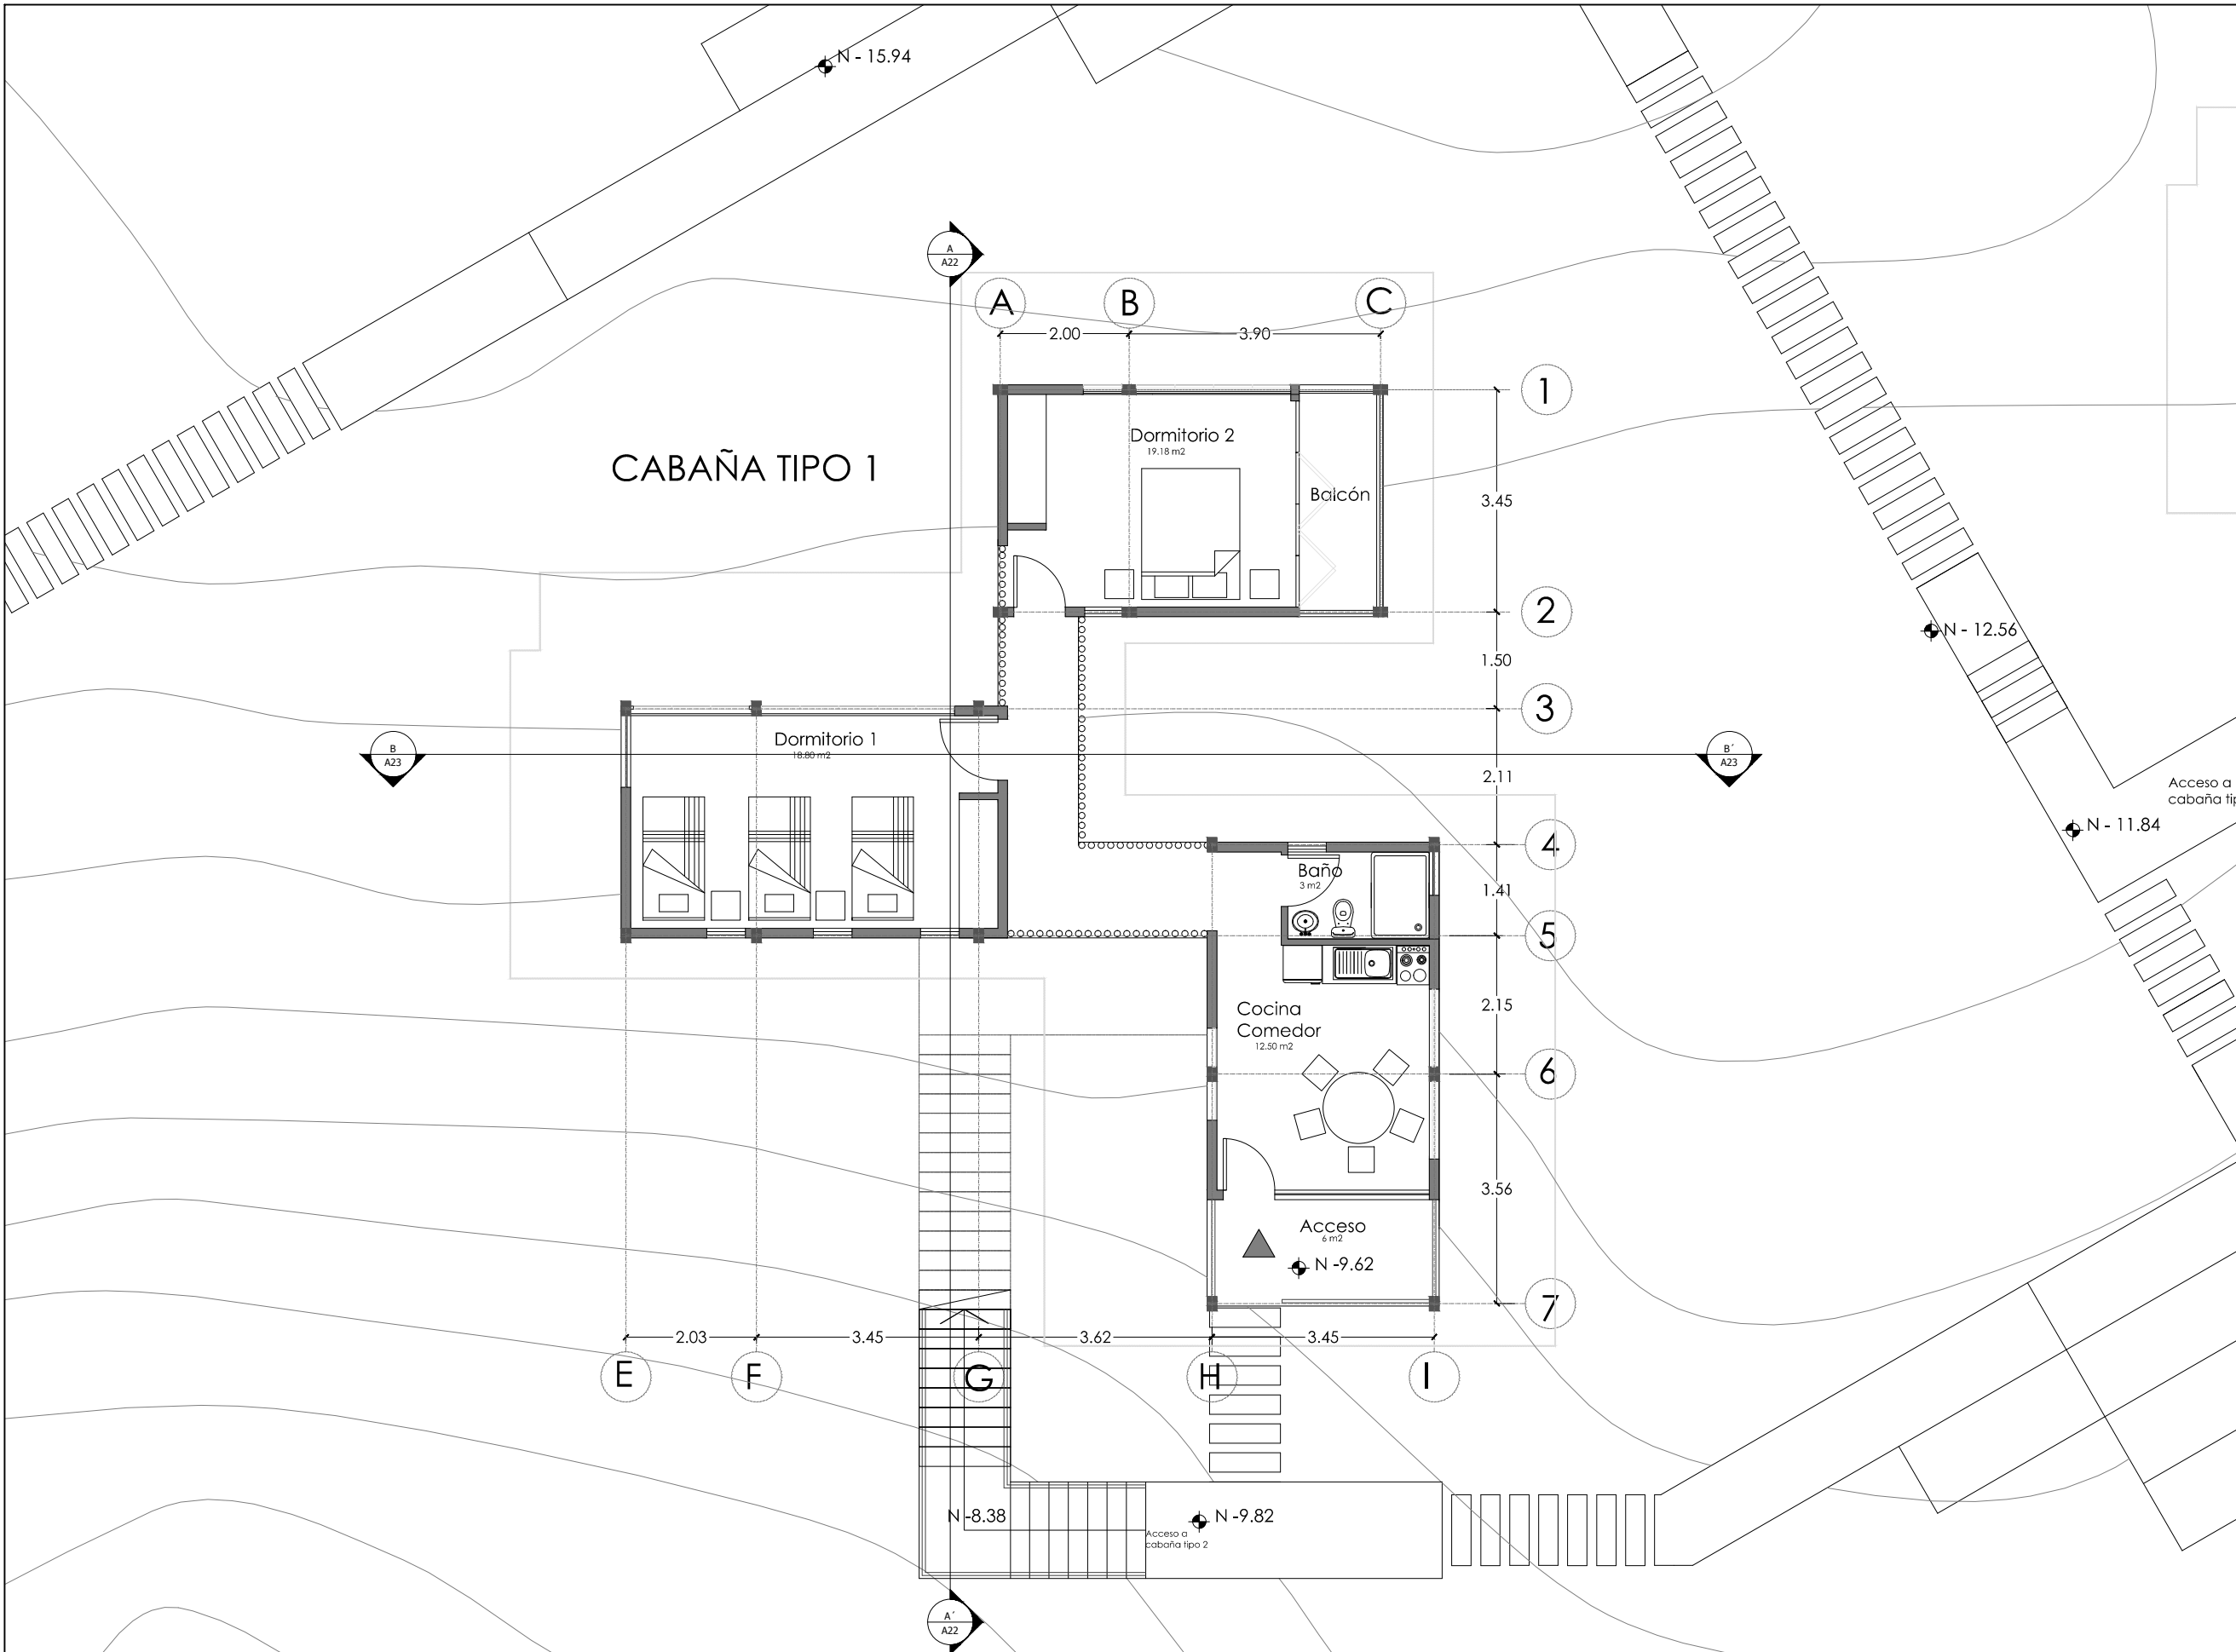 N - 15.94
A
A22
A
B
C
2.00
3.90
1
CABAÑA TIPO 1
Dormitorio 2
19.18 m2
Balcón
3.45
2
N - 12.56
1.50
3
Dormitorio 1
18.80 m2
B
A23
B´
A23
2.11
Acceso a
N - 11.84
4
Baño
3 m2
1.41
5
Cocina
Comedor
12.50 m2
2.15
6
3.56
Acceso
6 m2
N -9.62
7
2.03
3.45
3.62
3.45
E
F
G
H
I
N -8.38
N -9.82
Acceso a
cabaña tipo 2
A´
A22